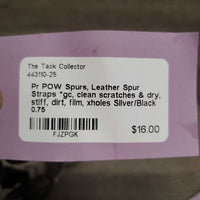 The Tack Collector
443110-25
Pr POW Spurs, Leather Spur
Straps *gc, clean scratches & dry,
stiff, dirt, film, xholes Silver/Black
0.75
$16.00
FJZPGK